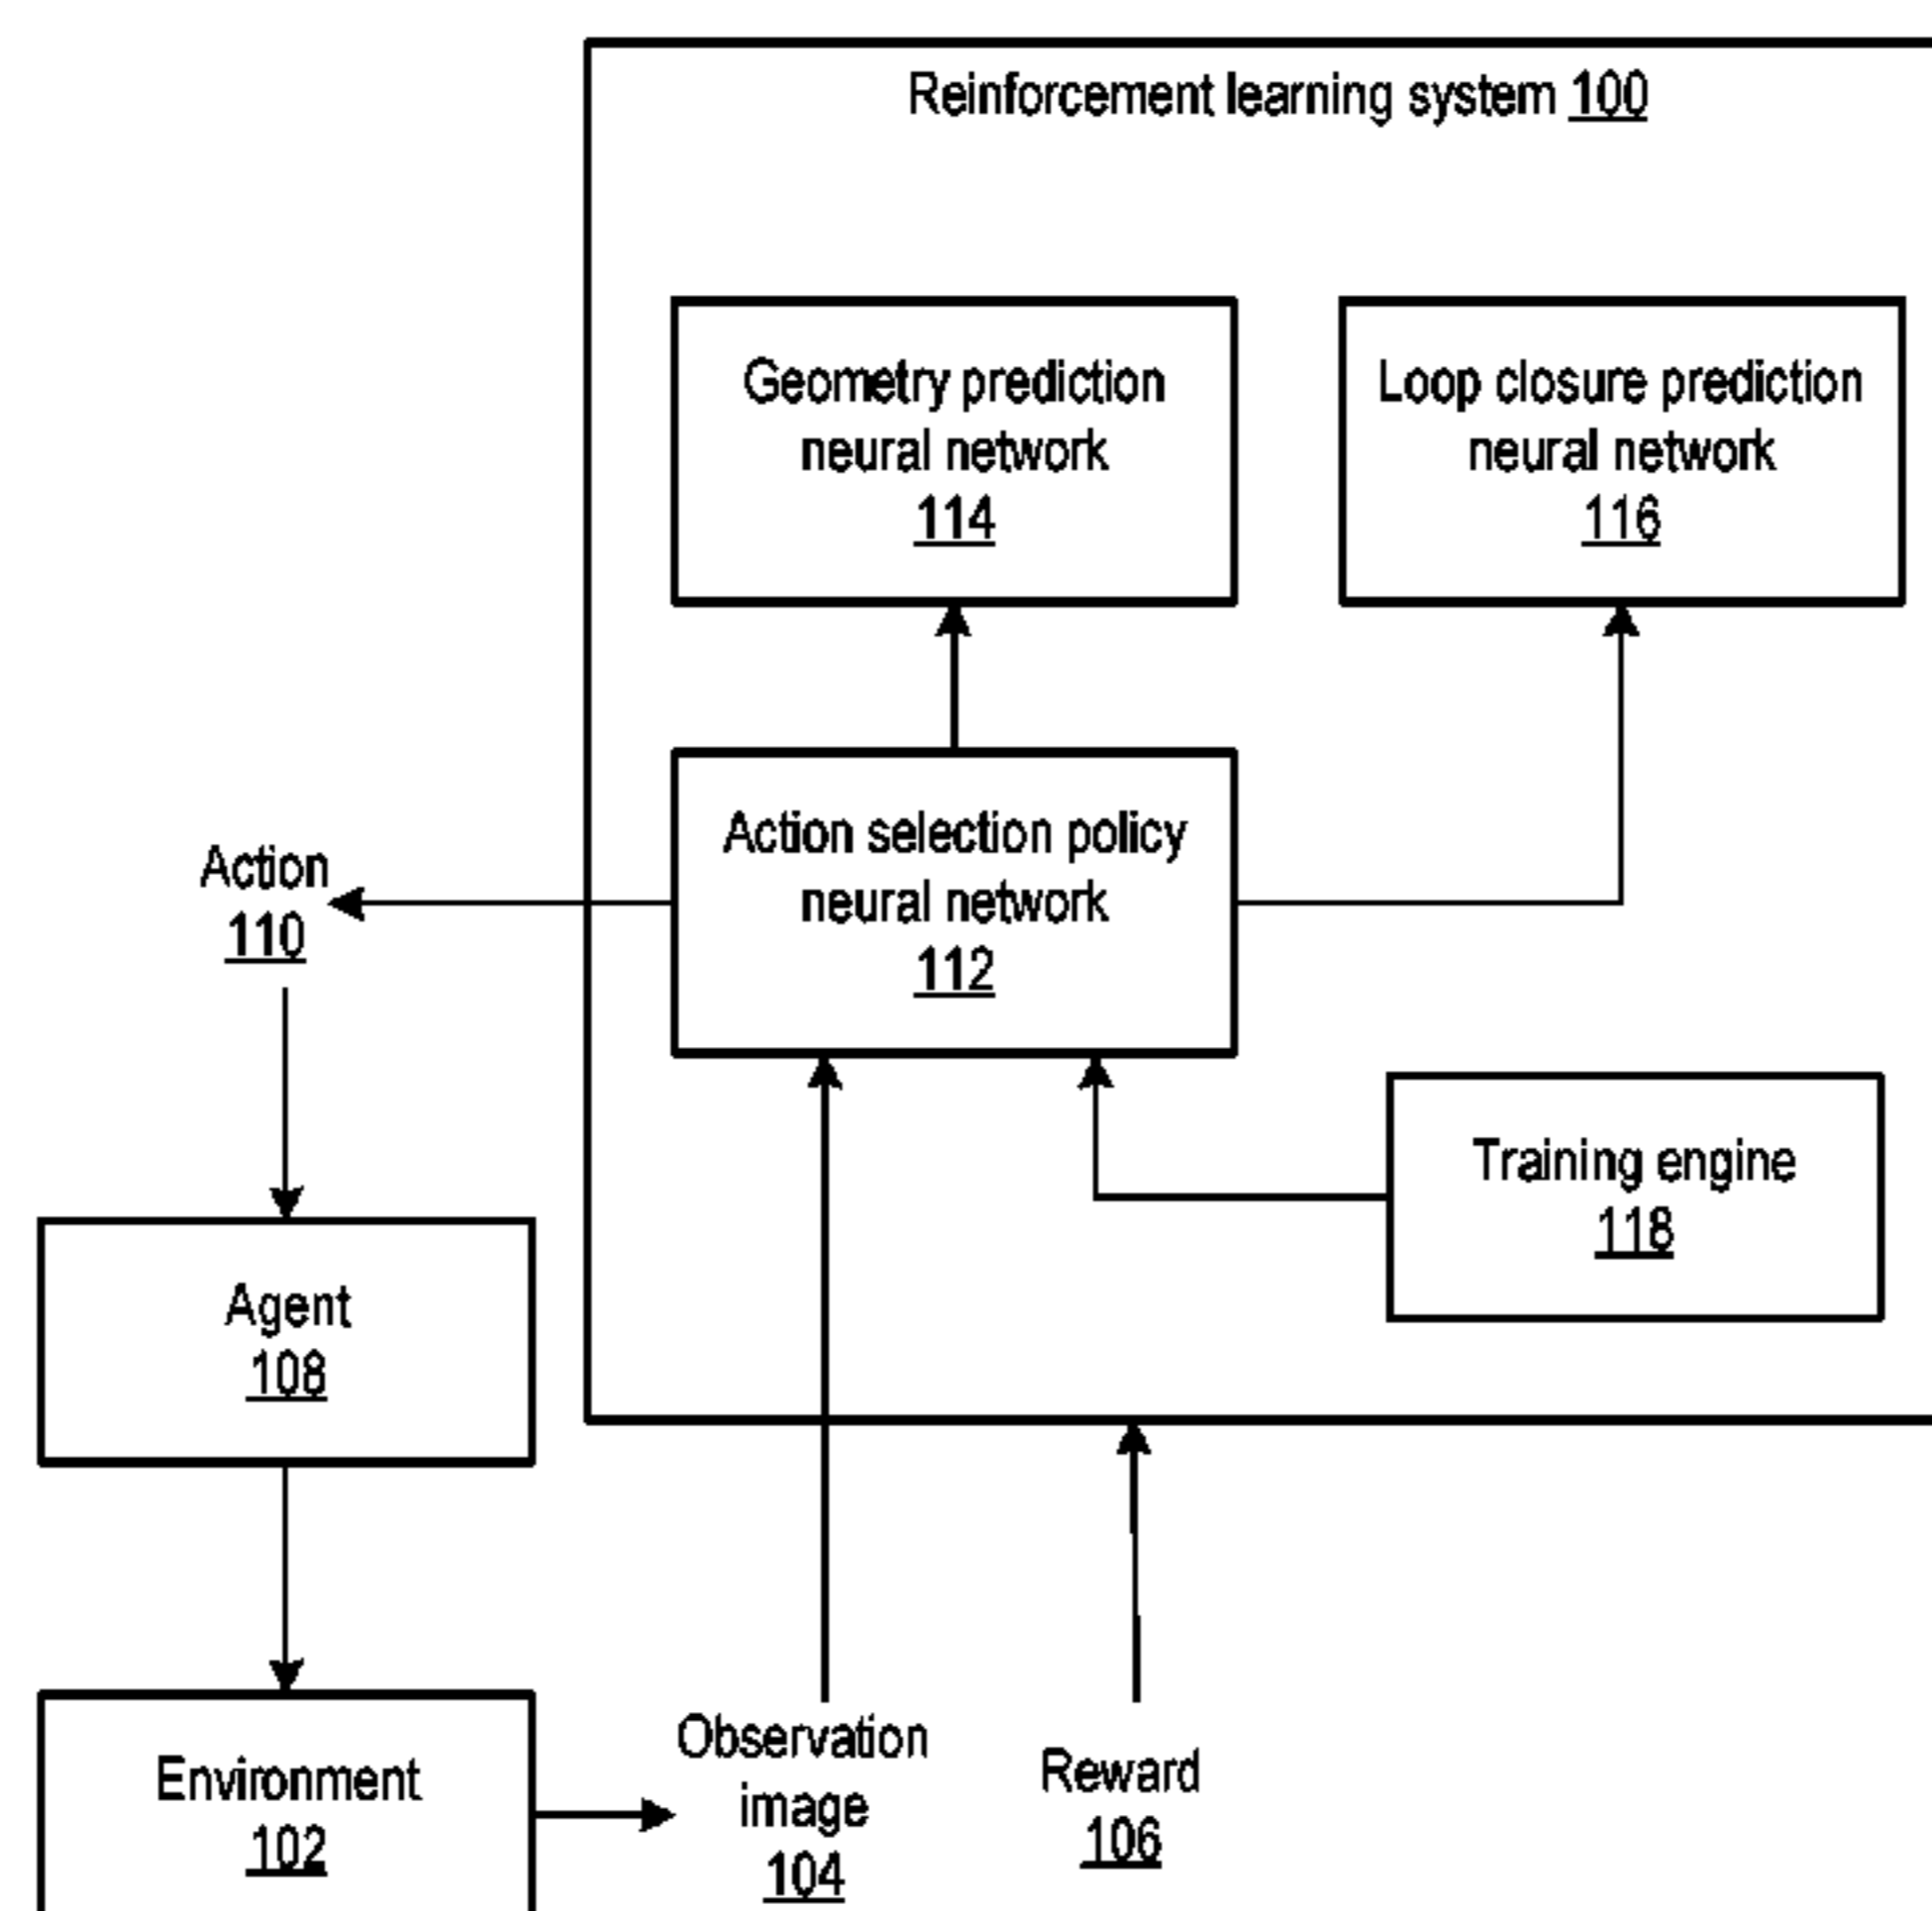 Reinforcement learning system 100
Geometry prediction
neural network
114
Loop closure prediction
neural network
116
Action selection policy
neural network
112
Action
110
Training engine
118
Agent
108
Environment
102
Observation
image
104
Reward
106